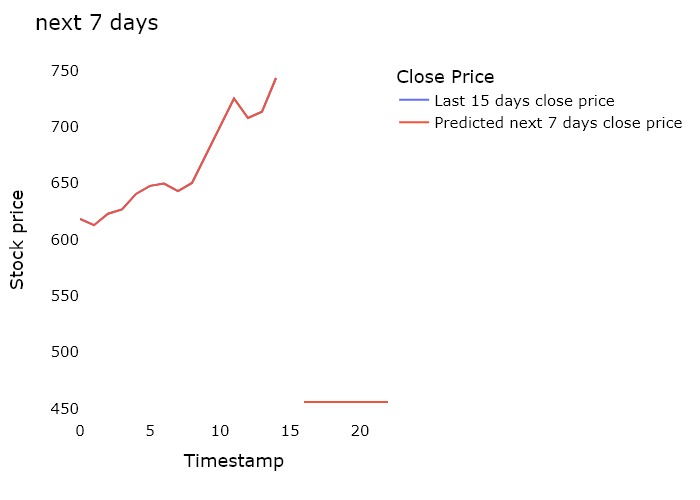 next 7 days
750
700
650
600
550
500
450
0 5 10 15 20
Timestamp
Stock price
Close Price
Last 15 days close price
Predicted next 7 days close price